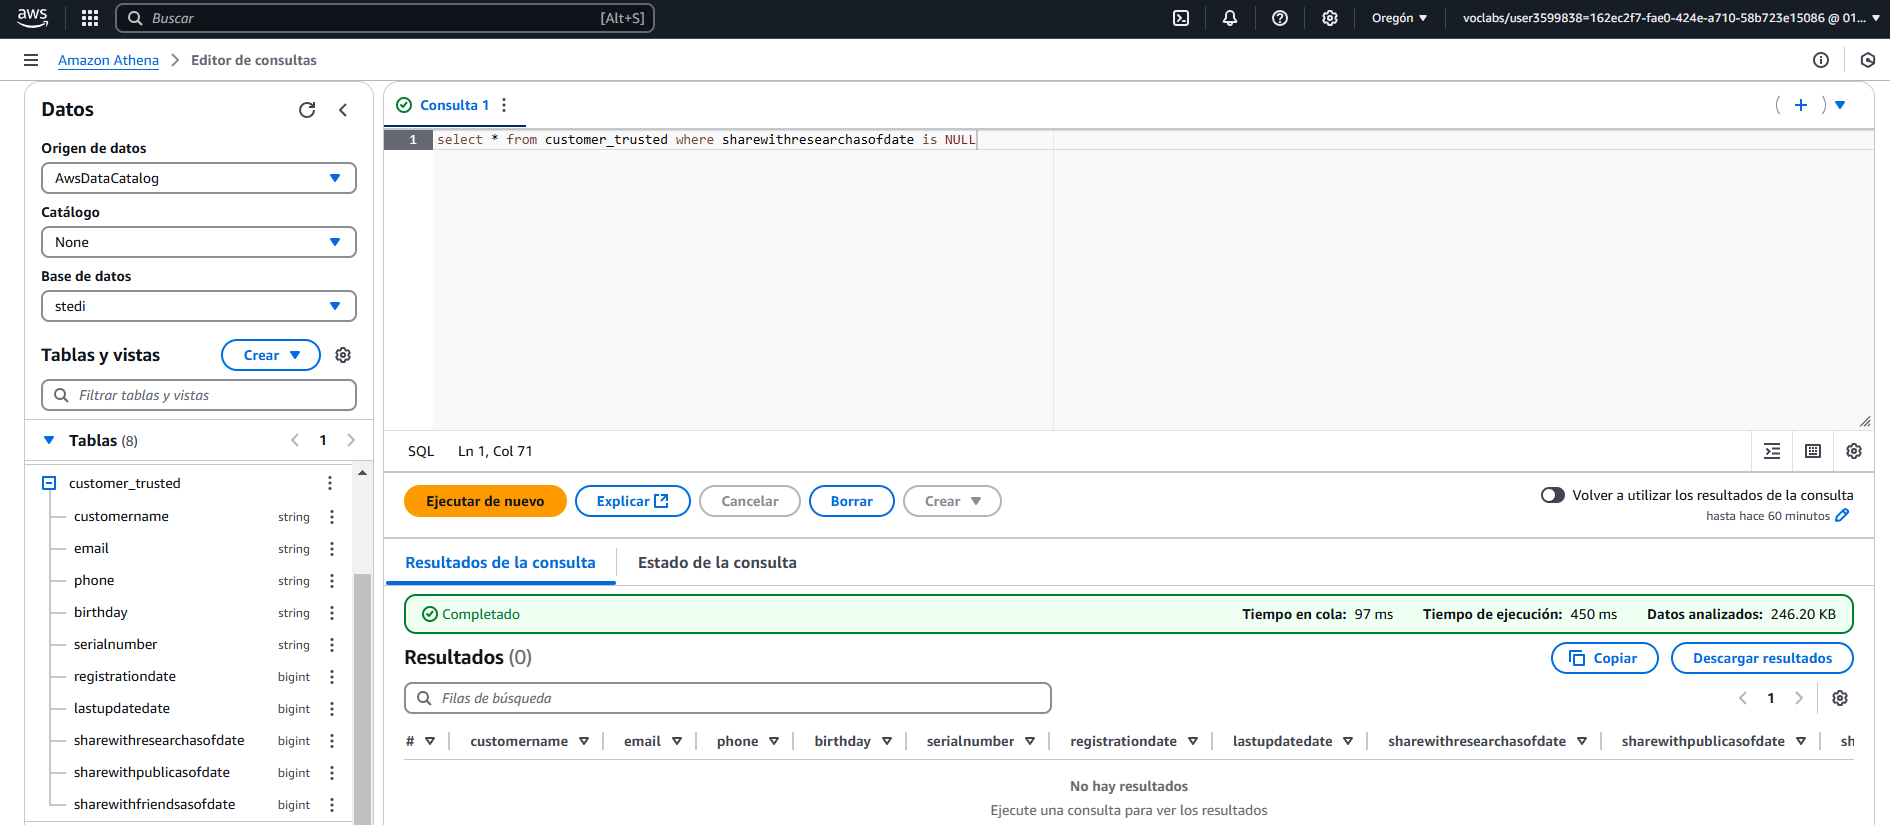 aws
Buscar [Alt+S] Oregón voclabs/user3599838=162ec2f7-fae0-424e-a710-58b723e15086 @ 01...
Amazon Athena > Editor de consultas
Datos
Origen de datos
AwsDataCatalog
Catálogo
None
Base de datos
stedi
Tablas y vistas
Crear
Filtrar tablas y vistas
Tablas (8) 1
customer_trusted
customername string
email string
phone string
birthday string
serialnumber string
registrationdate bigint
lastupdatedate bigint
sharewithresearchasofdate bigint
sharewithpublicasofdate bigint
sharewithfriendsasofdate bigint
Consulta 1
1 select * from customer_trusted where sharewithresearchasofdate is NULL
SQL Ln 1, Col 71
Ejecutar de nuevo Explicar Cancelar Borrar Crear
Volver a utilizar los resultados de la consulta
hasta hace 60 minutos
Resultados de la consulta Estado de la consulta
Completado Tiempo en cola: 97 ms Tiempo de ejecución: 450 ms Datos analizados: 246.20 KB
Resultados (0) Copiar Descargar resultados
Filas de búsqueda 1
# customername email phone birthday serialnumber registrationdate lastupdatedate sharewithresearchasofdate sharewithpublicasofdate sh
No hay resultados
Ejecute una consulta para ver los resultados